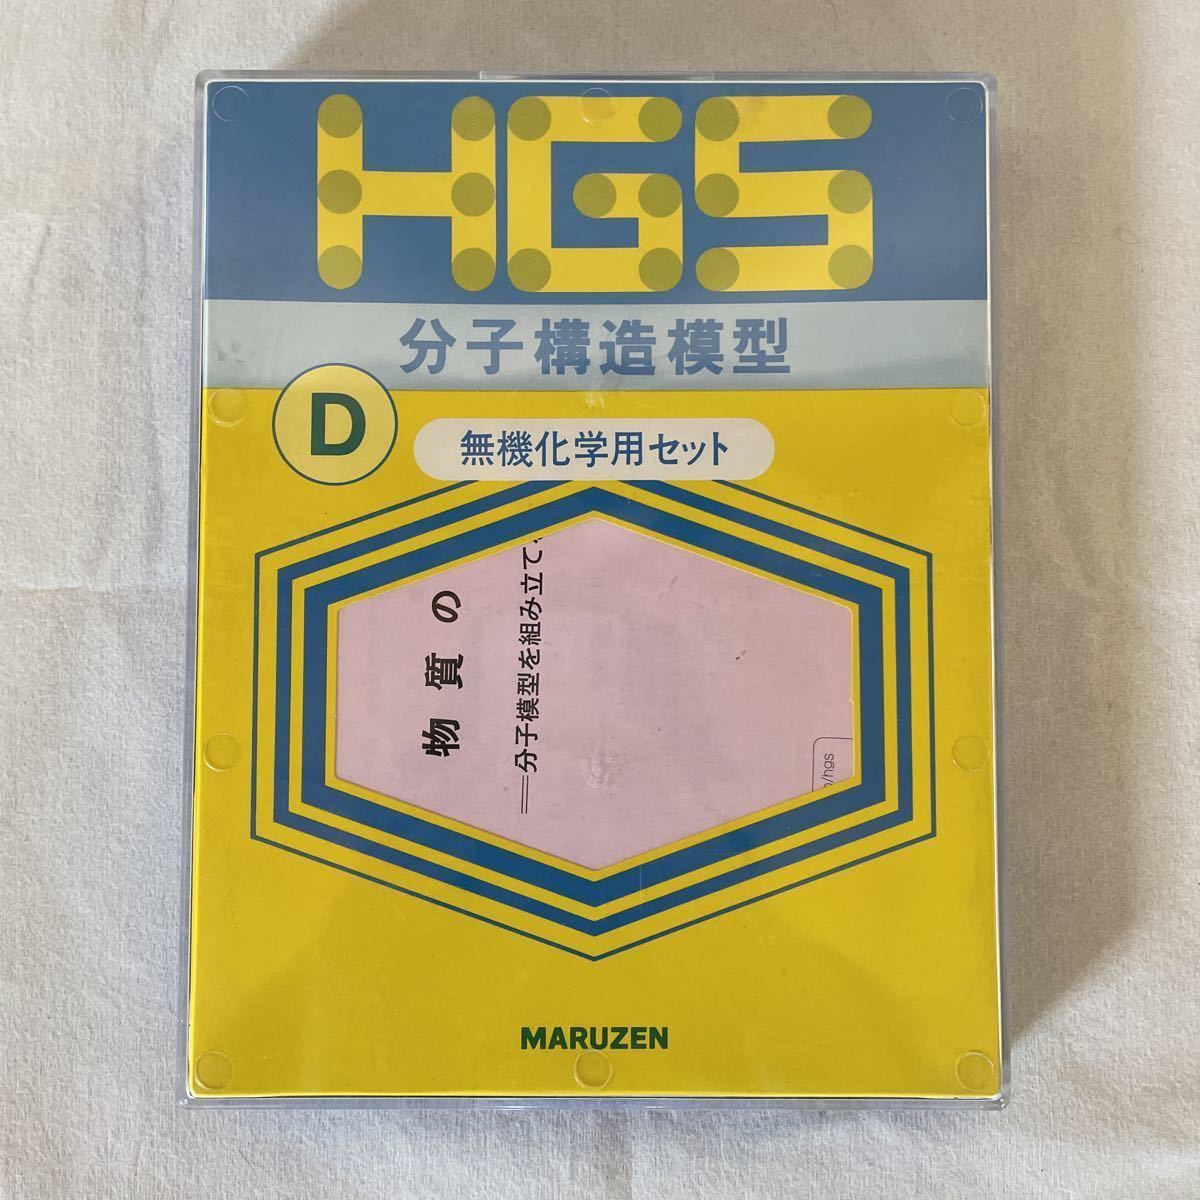 HGS
分子構造模型
D
無機化学用セット
物質の
分子模型を組み立て
/hgs
MARUZEN